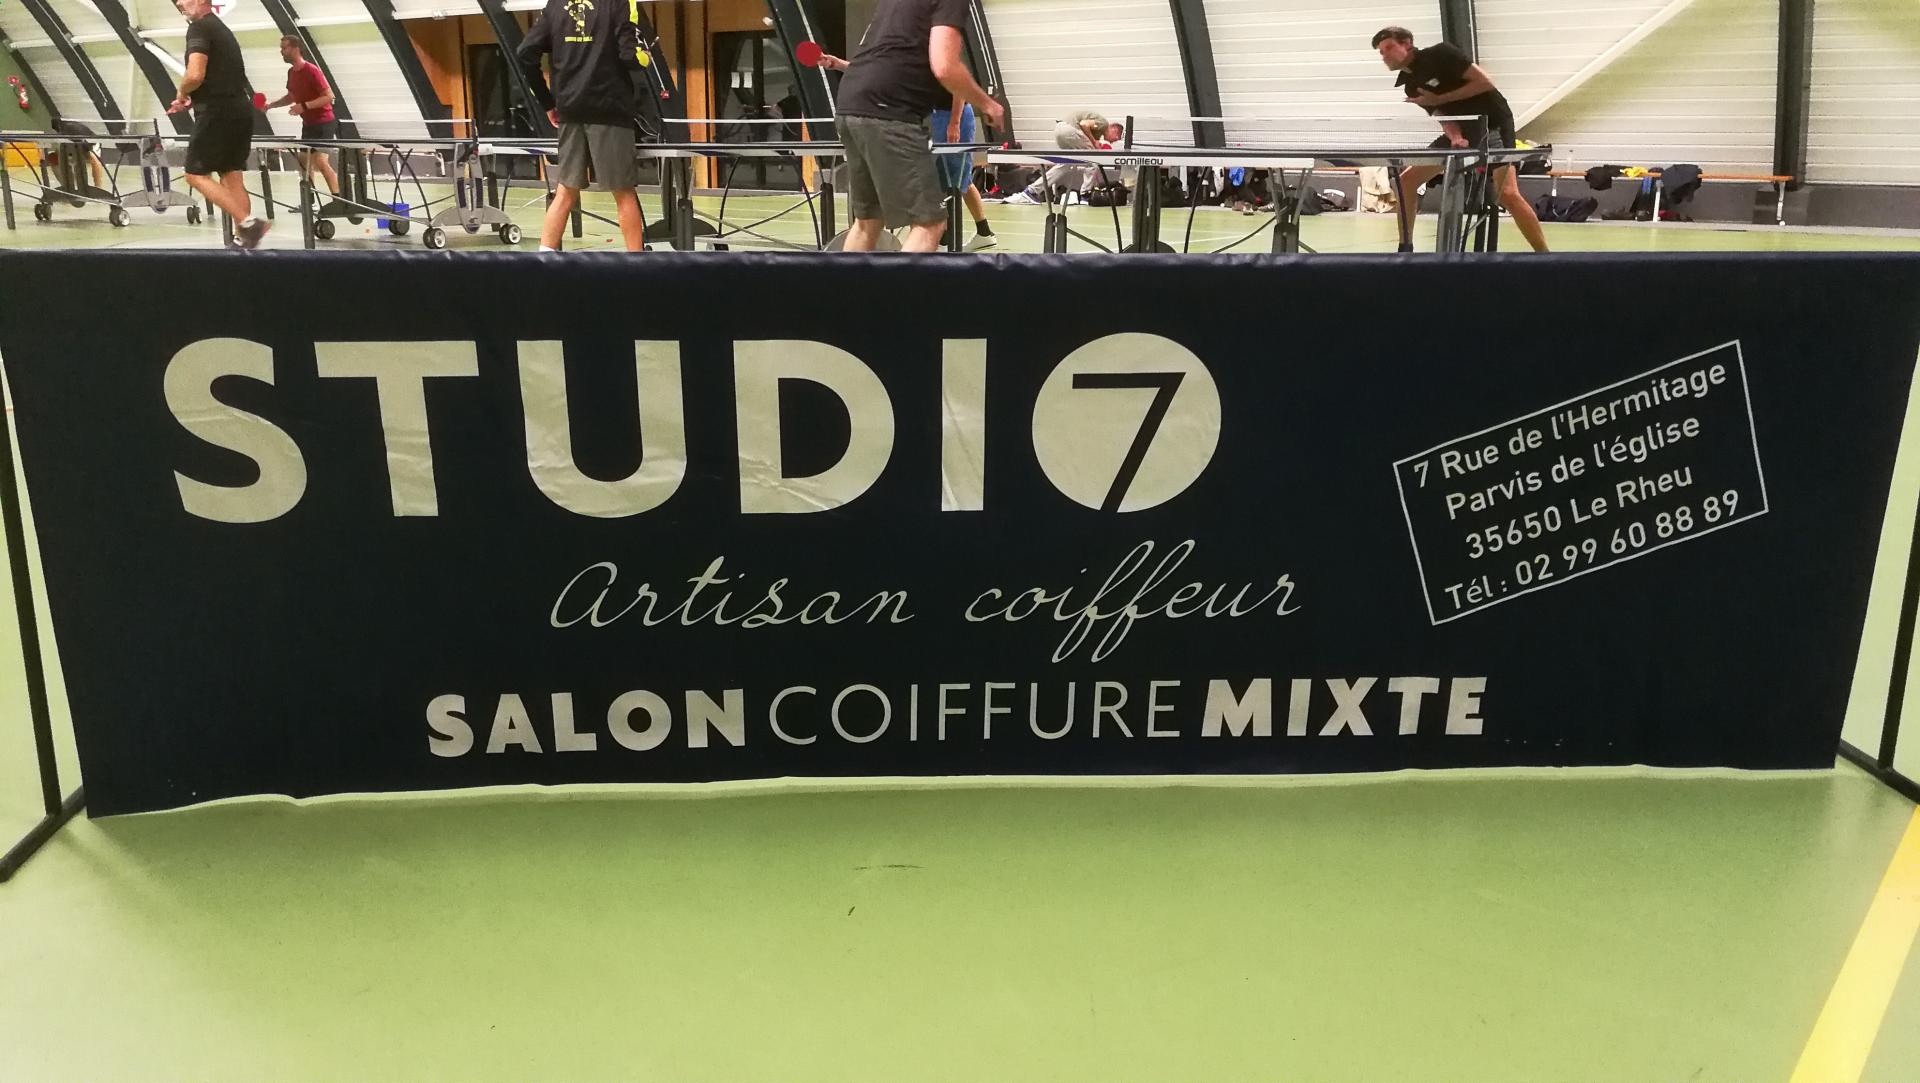 cornilleau
STUDI7
Artisan coiffeur
SALON COIFFURE MIXTE
7 Rue de l'Hermitage
Parvis de l'église
35650 Le Rheu
Tél : 02 99 60 88 89